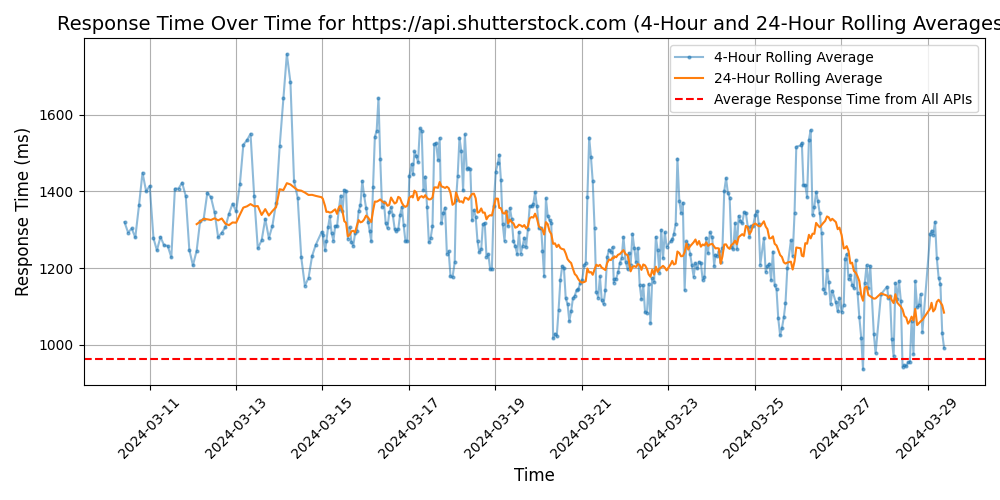 Response Time Over Time for https://api.shutterstock.com (4-Hour and 24-Hour Rolling Averages
4-Hour Rolling Average
24-Hour Rolling Average
Average Response Time from All APIs
Response Time (ms)
1600
1400
1200
1000
2024-03-11
2024-03-13
2024-03-15
2024-03-17
2024-03-19
2024-03-21
2024-03-23
2024-03-25
2024-03-27
2024-03-29
Time